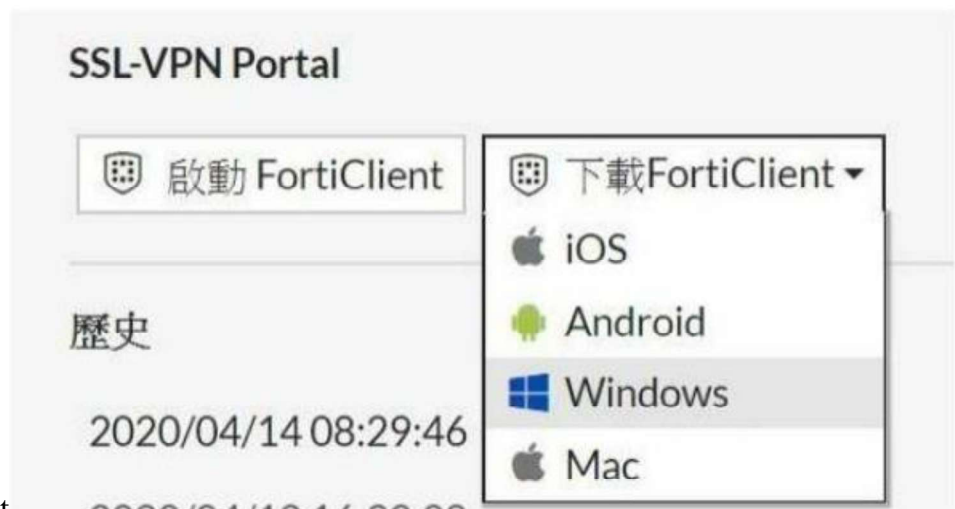 SSL-VPN Portal
啟動 FortiClient
下載FortiClient
iOS
Android
Windows
Mac
歷史
2020/04/14 08:29:46
t